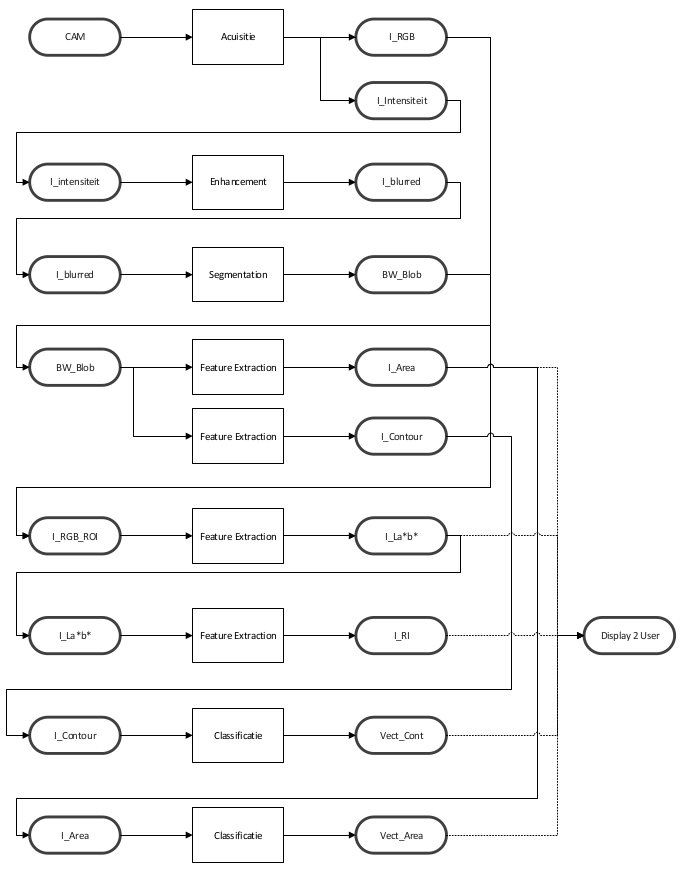 CAM
Acuisitie
I_RGB
I_Intensiteit
I_intensiteit
Enhancement
I_blurred
I_blurred
Segmentation
BW_Blob
BW_Blob
Feature Extraction
I_Area
Feature Extraction
I_Contour
I_RGB_ROI
Feature Extraction
I_La*b*
I_La*b*
Feature Extraction
I_RI
Display 2 User
I_Contour
Classificatie
Vect_Cont
I_Area
Classificatie
Vect_Area